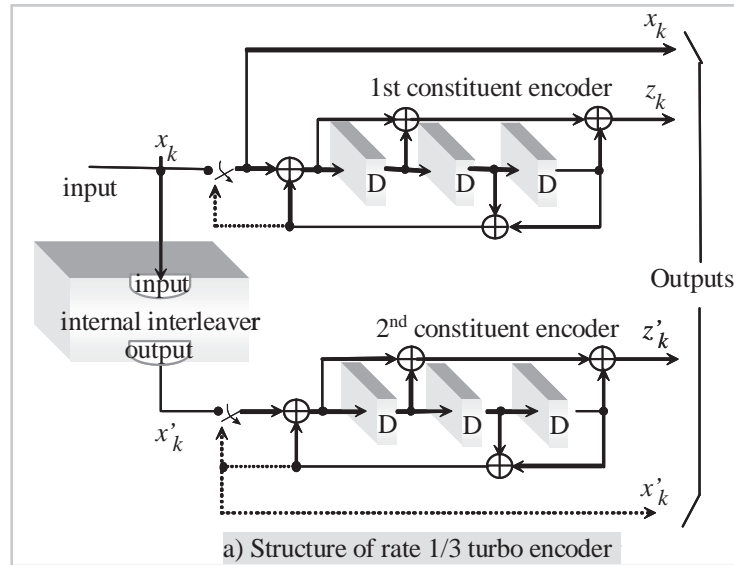 x_k
1st constituent encoder
z_k
x_k
input
D
D
D
input
Outputs
internal interleaver
output
2nd constituent encoder
z'_k
D
D
D
x'_k
x'_k
a) Structure of rate 1/3 turbo encoder